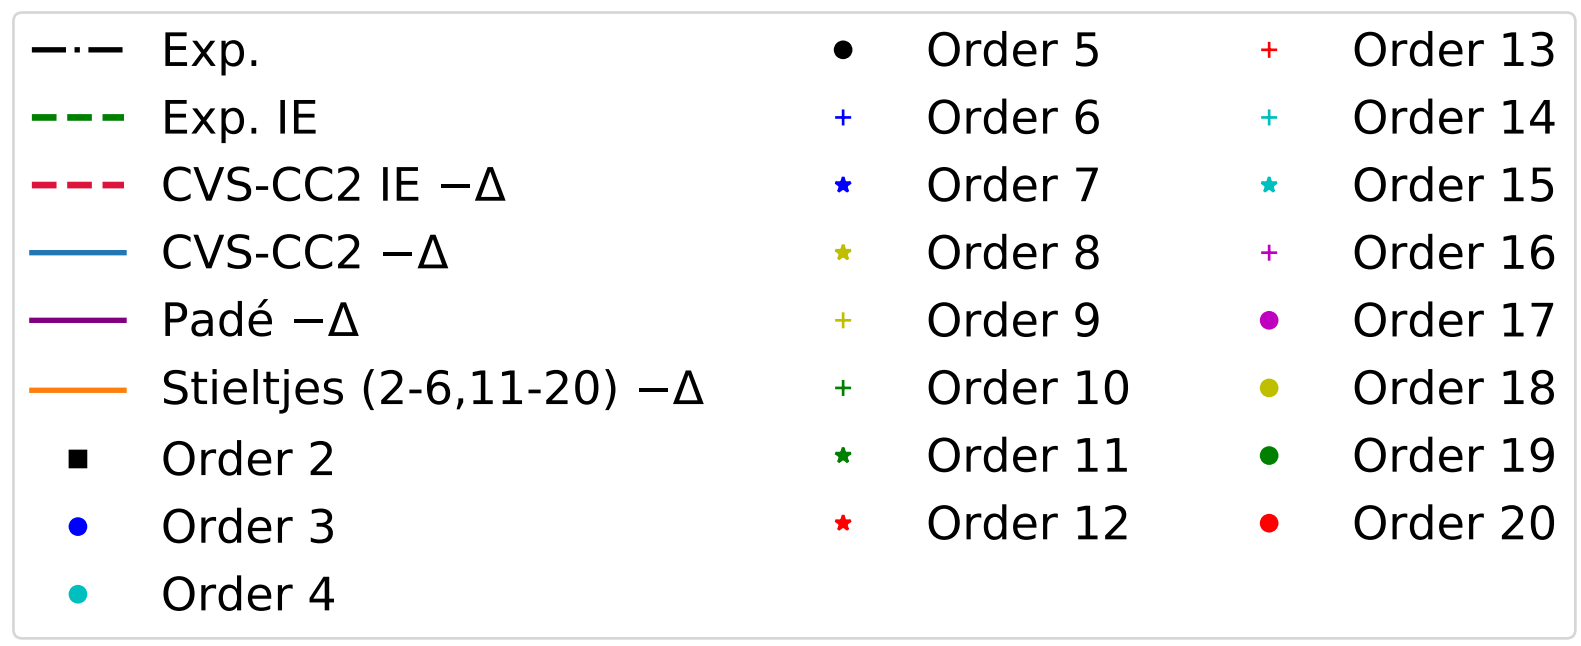 Exp.
Exp. IE
CVS-CC2 IE −Δ
CVS-CC2 −Δ
Padé −Δ
Stieltjes (2-6,11-20) −Δ
Order 2
Order 3
Order 4
Order 5
Order 6
Order 7
Order 8
Order 9
Order 10
Order 11
Order 12
Order 13
Order 14
Order 15
Order 16
Order 17
Order 18
Order 19
Order 20